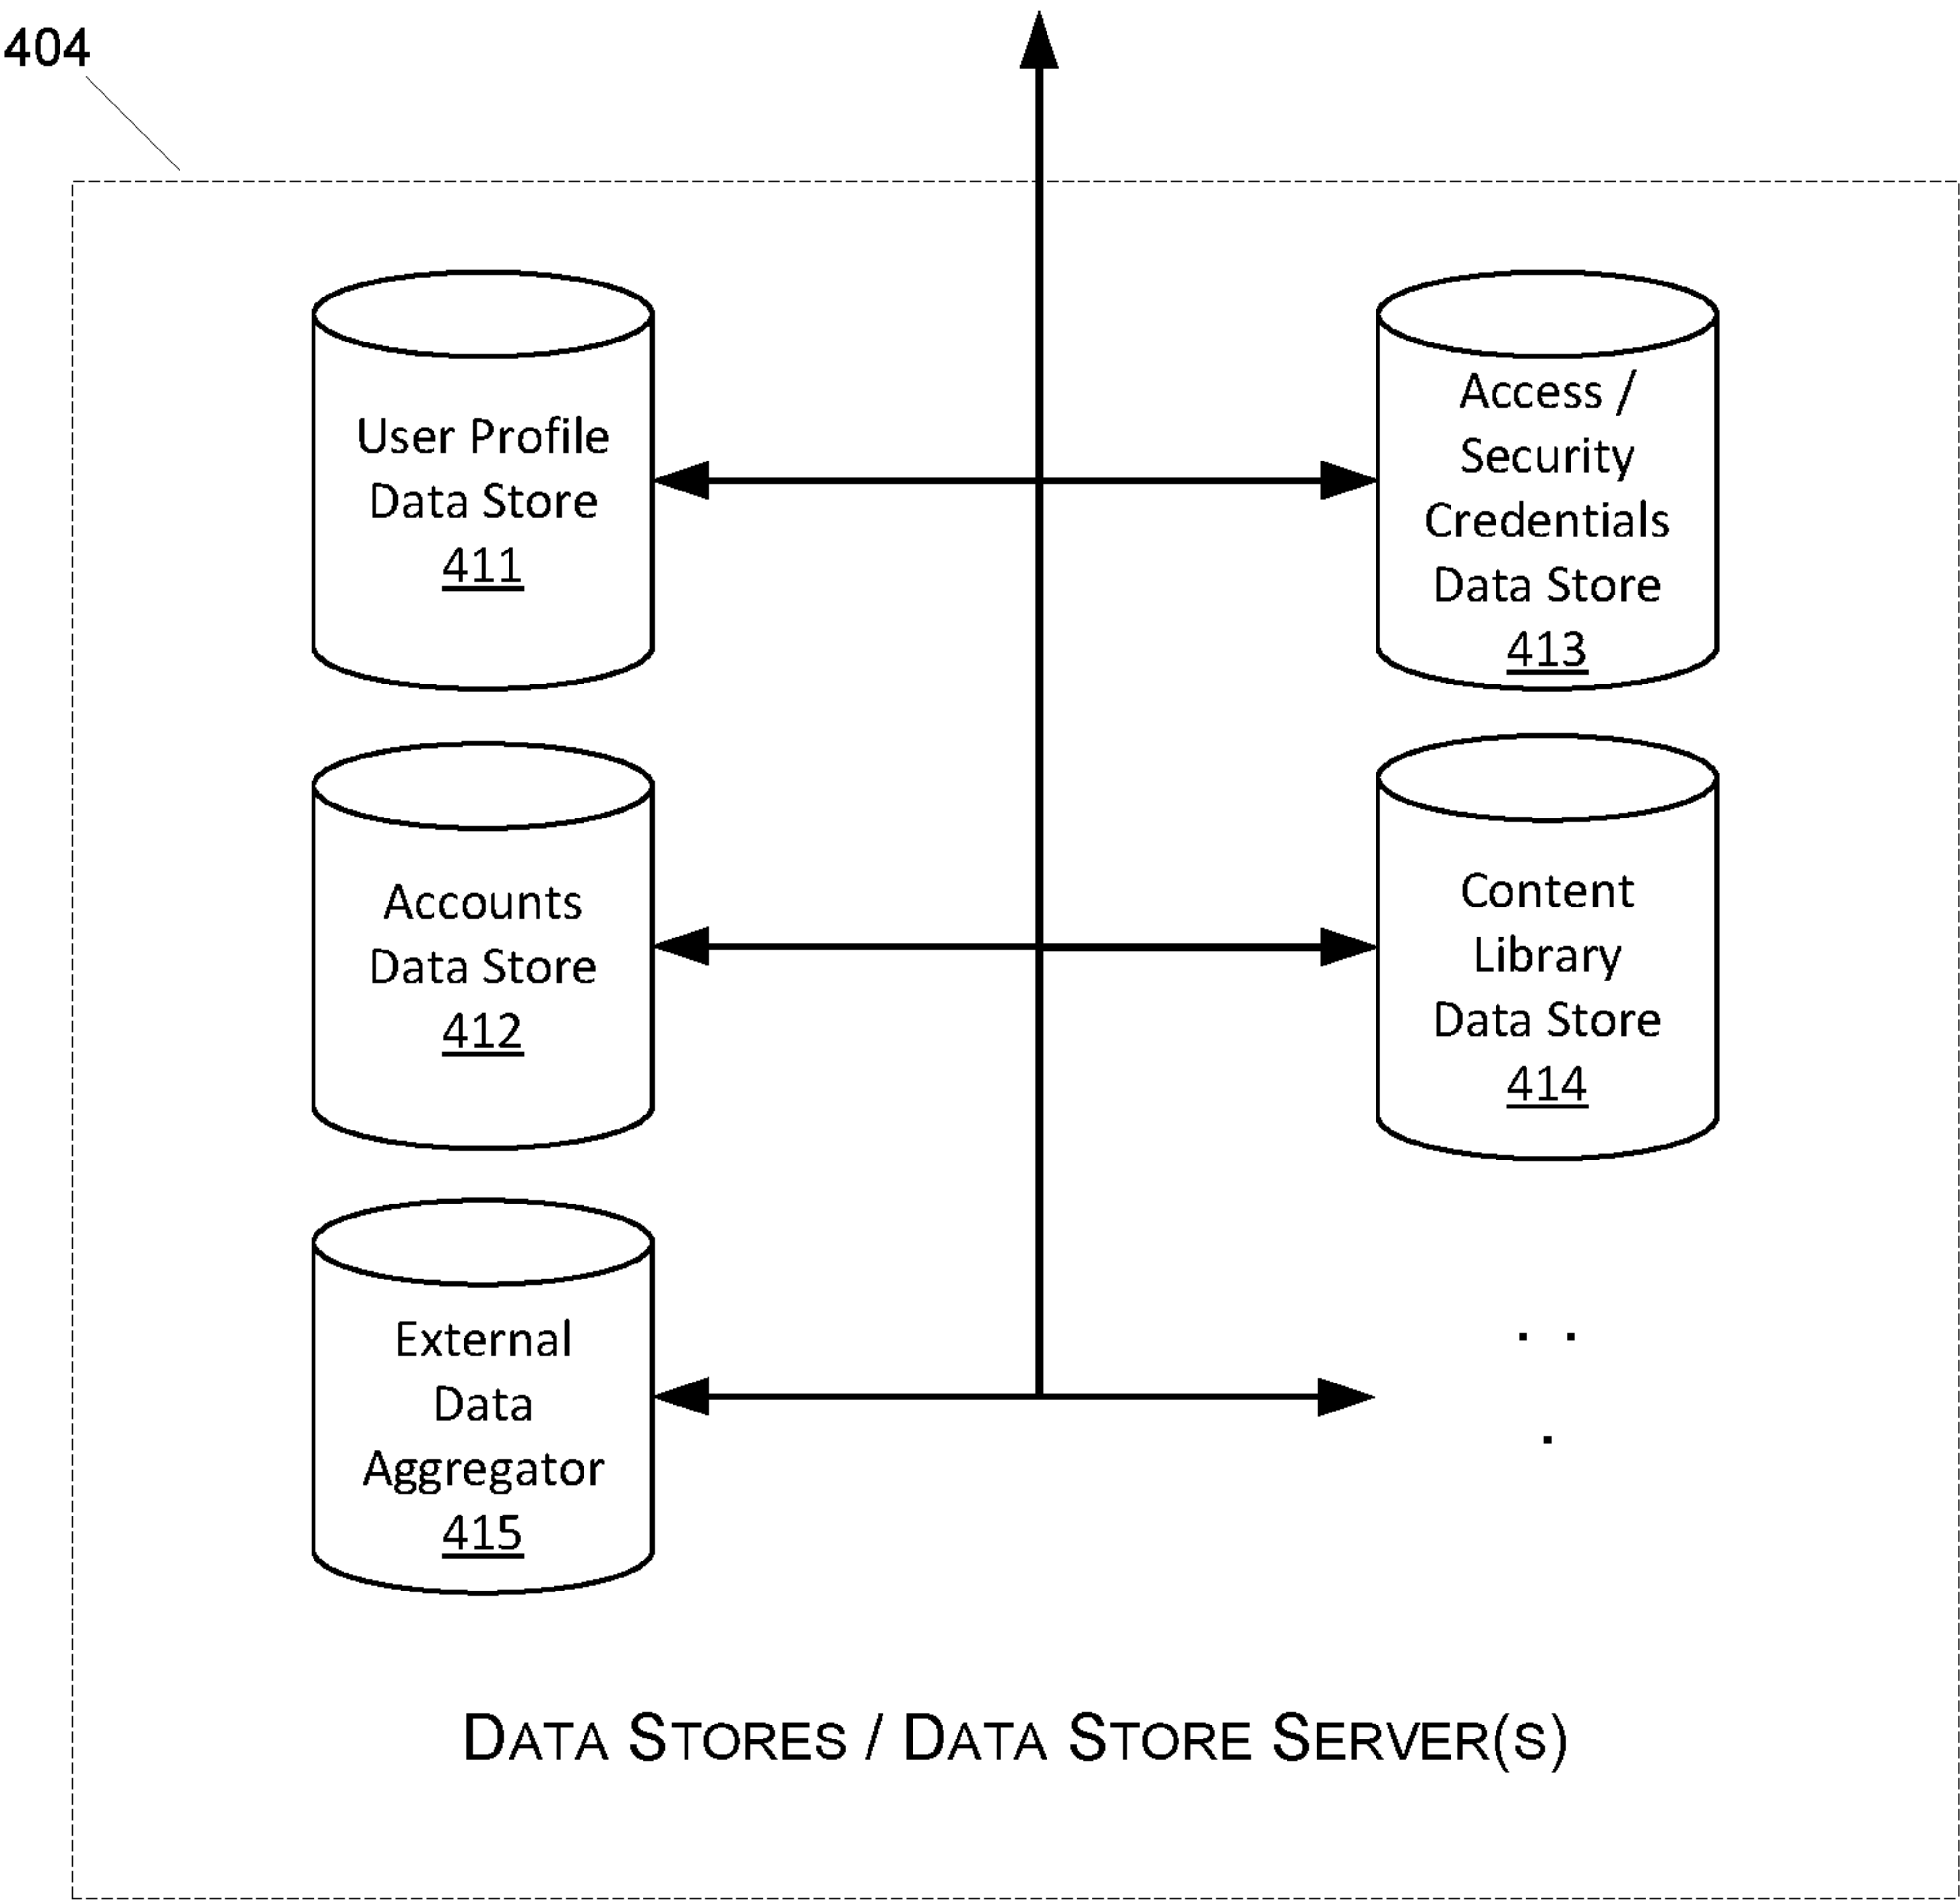 404
User Profile
Data Store
411
Access /
Security
Credentials
Data Store
413
Accounts
Data Store
412
Content
Library
Data Store
414
External
Data
Aggregator
415
. .
.
DATA STORES / DATA STORE SERVER(S)